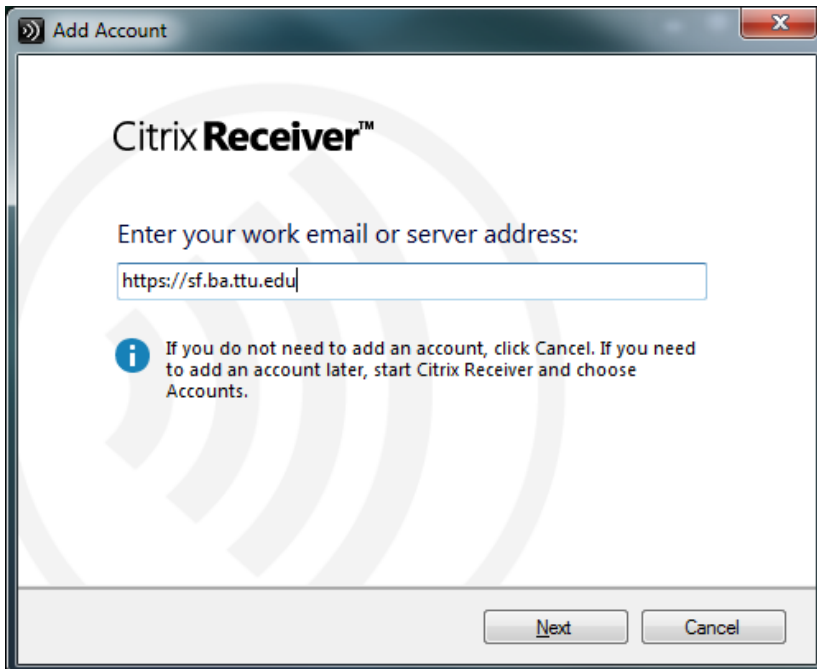 Add Account
Citrix Receiver™
Enter your work email or server address:
https://sf.ba.ttu.edu
If you do not need to add an account, click Cancel. If you need
to add an account later, start Citrix Receiver and choose
Accounts.
Next
Cancel